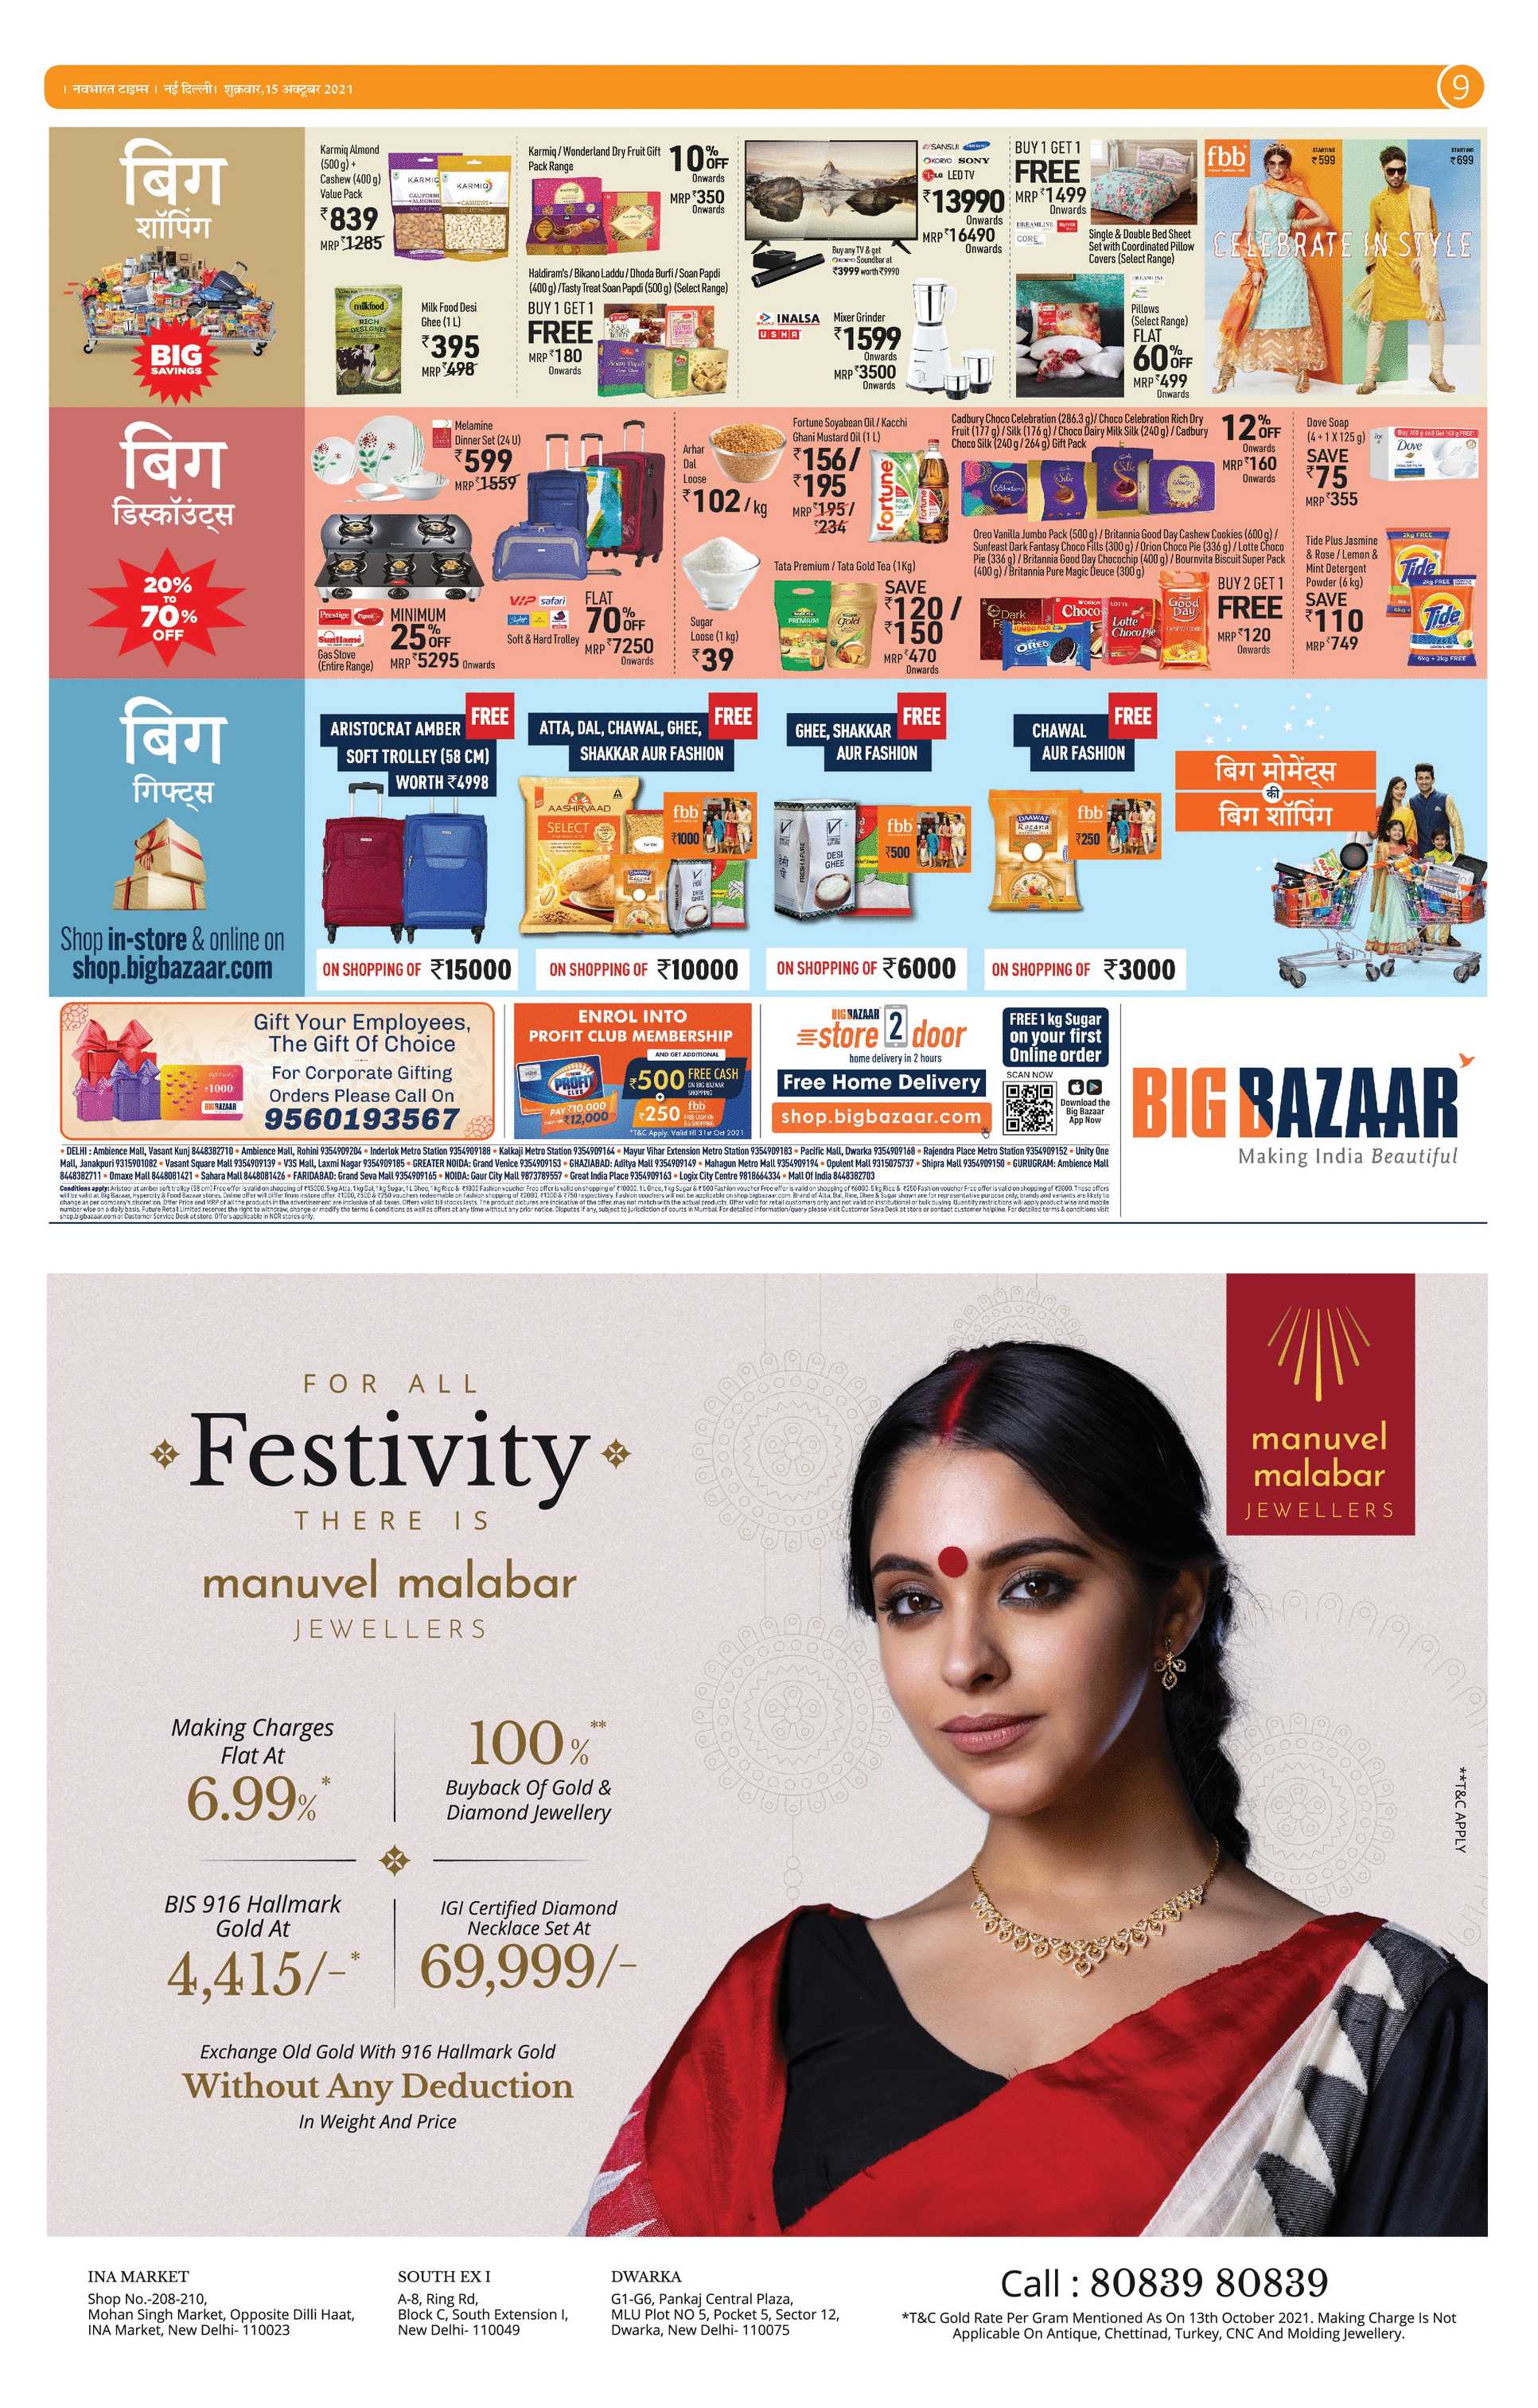 । नवभारत टाइम्स । नई दिल्ली। शुक्रवार, 15 अक्टूबर 2021
9
बिग
शॉपिंग
BIG
SAVINGS
Karmiq Almond
(500 g) +
Cashew (400 g)
Value Pack
₹839
MRP ₹1285
Milk Food Desi
Ghee (1 L)
₹395
MRP ₹498
Karmiq / Wonderland Dry Fruit Gift
Pack Range
10% OFF
Onwards
MRP ₹350
Onwards
Haldiram's / Bikano Laddu / Dhoda Burfi / Soan Papdi
(400 g) /Tasty Treat Soan Papdi (500 g) (Select Range)
BUY 1 GET 1
FREE
MRP ₹180
Onwards
SANSUI SAMSUNG
KORYO SONY
LG LED TV
₹13990
Onwards
MRP ₹16490
Onwards
Buy any TV & get
KORYO Soundbar at
₹3999 worth ₹9990
BAJAJ INALSA
USHA
Mixer Grinder
₹1599
Onwards
MRP ₹3500
Onwards
BUY 1 GET 1
FREE
MRP ₹1499
Onwards
DREAMLINE
CORE
Single & Double Bed Sheet
Set with Coordinated Pillow
Covers (Select Range)
DREAMLINE
Pillows
(Select Range)
FLAT
60% OFF
MRP ₹499
Onwards
fbb
STARTING
₹599
STARTING
₹699
CELEBRATE IN STYLE
बिग
डिस्कॉउंट्स
20%
TO
70%
OFF
Melamine
Dinner Set (24 U)
₹599
MRP ₹1559
Prestige Pigeon
Sunflame
Gas Stove
(Entire Range)
MINIMUM
25% OFF
MRP ₹5295 Onwards
VIP safari
Skybags
Soft & Hard Trolley
FLAT
70% OFF
MRP ₹7250
Onwards
Arhar
Dal
Loose
₹102/kg
Sugar
Loose (1 kg)
₹39
Fortune Soyabean Oil / Kacchi
Ghani Mustard Oil (1 L)
₹156/
₹195
MRP ₹195/
₹234
fortune
Tata Premium / Tata Gold Tea (1Kg)
SAVE
₹120/
₹150
MRP ₹470
Onwards
Cadbury Choco Celebration (286.3 g)/ Choco Celebration Rich Dry
Fruit (177 g) / Silk (176 g) / Choco Dairy Milk Silk (240 g) / Cadbury
Choco Silk (240 g / 264 g) Gift Pack
12% OFF
Onwards
MRP ₹160
Onwards
Oreo Vanilla Jumbo Pack (500 g) / Britannia Good Day Cashew Cookies (600 g) /
Sunfeast Dark Fantasy Choco Fills (300 g) / Orion Choco Pie (336 g) / Lotte Choco
Pie (336 g) / Britannia Good Day Chocochip (400 g) / Bournvita Biscuit Super Pack
(400 g) / Britannia Pure Magic Deuce (300 g)
BUY 2 GET 1
FREE
MRP ₹120
Onwards
Dove Soap
(4 + 1 X 125 g)
SAVE
₹75
MRP ₹355
Dove
Tide Plus Jasmine
& Rose / Lemon &
Mint Detergent
Powder (6 kg)
SAVE
₹110
MRP ₹749
2kg FREE
Tide
2kg FREE
Tide
6kg + 2kg FREE
बिग
गिफ्ट्स
Shop in-store & online on
shop.bigbazaar.com
FREE
ARISTOCRAT AMBER
SOFT TROLLEY (58 CM)
WORTH ₹4998
ON SHOPPING OF ₹15000
FREE
ATTA, DAL, CHAWAL, GHEE,
SHAKKAR AUR FASHION
AASHIRVAAD
SELECT
fbb
₹1000
ON SHOPPING OF ₹10000
FREE
GHEE, SHAKKAR
AUR FASHION
DESI
GHEE
fbb
₹500
ON SHOPPING OF ₹6000
FREE
CHAWAL
AUR FASHION
DAAWAT
Rozana
fbb
₹250
ON SHOPPING OF ₹3000
बिग मोमेंट्स
की
बिग शॉपिंग
Gift Your Employees,
The Gift Of Choice
For Corporate Gifting
Orders Please Call On
9560193567
₹1000
BIG BAZAAR
ENROL INTO
PROFIT CLUB MEMBERSHIP
AND GET ADDITIONAL
PROFIT
CLUB
₹500 FREE CASH
ON BIG BAZAAR
SHOPPING
PAY ₹10,000
₹12,000
₹250 fbb
FREE CASH ON
*T&C Apply. Valid till 31st Oct 2021
BIG BAZAAR
store 2 door
home delivery in 2 hours
Free Home Delivery
shop.bigbazaar.com
FREE 1 kg Sugar
on your first
Online order
SCAN NOW
Download the
Big Bazaar
App Now
BIG BAZAAR
Making India Beautiful
• DELHI : Ambience Mall, Vasant Kunj 8448382710 • Ambience Mall, Rohini 9354909204 • Inderlok Metro Station 9354909188 • Kalkaji Metro Station 9354909164 • Mayur Vihar Extension Metro Station 9354909183 • Pacific Mall, Dwarka 9354909168 • Rajendra Place Metro Station 9354909152 • Unity One
Mall, Janakpuri 9315901082 • Vasant Square Mall 9354909139 • V3S Mall, Laxmi Nagar 9354909185 • GREATER NOIDA: Grand Venice 9354909153 • GHAZIABAD: Aditya Mall 9354909149 • Mahagun Metro Mall 9354909194 • Opulent Mall 9315075737 • Shipra Mall 9354909150 • GURUGRAM: Ambience Mall
8448382711 • Omaxe Mall 8448081421 • Sahara Mall 8448081426 • FARIDABAD: Grand Seva Mall 9354909165 • NOIDA: Gaur City Mall 9873789557 • Great India Place 9354909163 • Logix City Centre 9818664334 • Mall Of India 8448382703
FOR ALL
Festivity
THERE IS
manuvel malabar
JEWELLERS
manuvel
malabar
JEWELLERS
Making Charges
Flat At
6.99%*
100%**
Buyback Of Gold &
Diamond Jewellery
BIS 916 Hallmark
Gold At
4,415/-*
IGI Certified Diamond
Necklace Set At
69,999/-
Exchange Old Gold With 916 Hallmark Gold
Without Any Deduction
In Weight And Price
**T&C APPLY
INA MARKET
Shop No.-208-210,
Mohan Singh Market, Opposite Dilli Haat,
INA Market, New Delhi- 110023
SOUTH EX I
A-8, Ring Rd,
Block C, South Extension I,
New Delhi- 110049
DWARKA
G1-G6, Pankaj Central Plaza,
MLU Plot NO 5, Pocket 5, Sector 12,
Dwarka, New Delhi- 110075
Call : 80839 80839
*T&C Gold Rate Per Gram Mentioned As On 13th October 2021. Making Charge Is Not
Applicable On Antique, Chettinad, Turkey, CNC And Molding Jewellery.